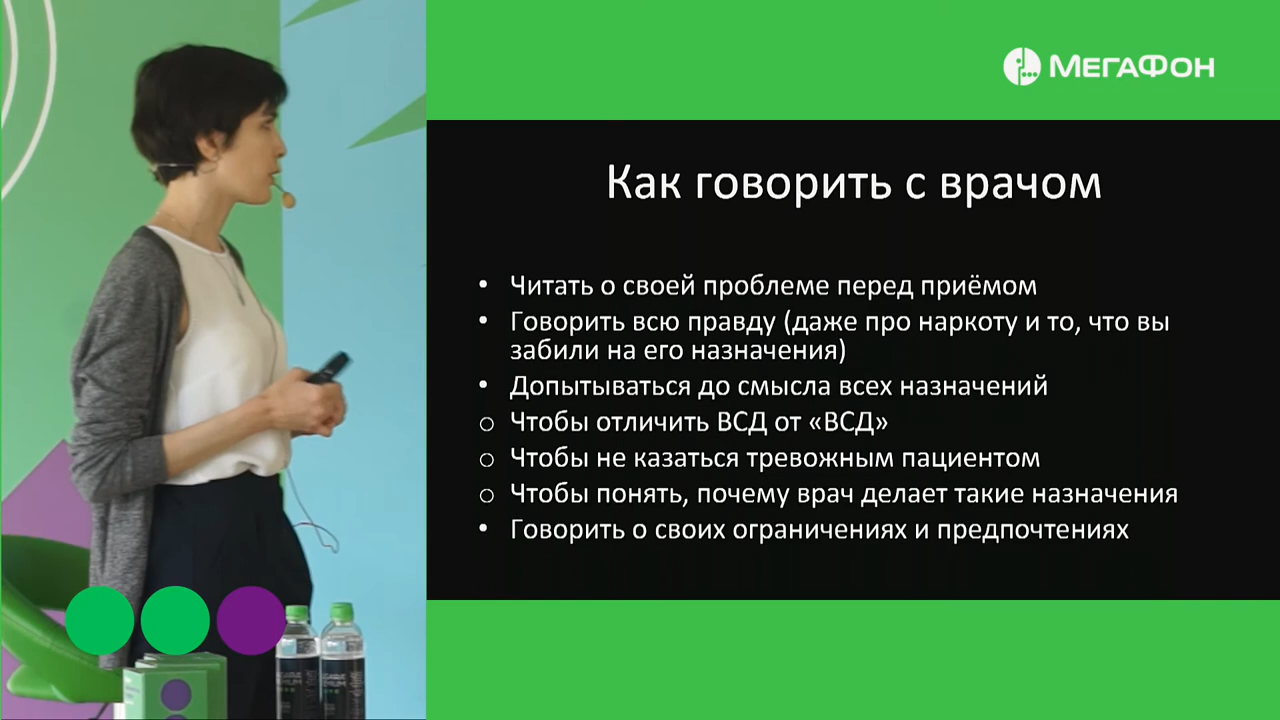 МЕГАФОН
Как говорить с врачом
• Читать о своей проблеме перед приёмом
• Говорить всю правду (даже про наркоту и то, что вы
забили на его назначения)
• Допытываться до смысла всех назначений
o Чтобы отличить ВСД от «ВСД»
o Чтобы не казаться тревожным пациентом
o Чтобы понять, почему врач делает такие назначения
• Говорить о своих ограничениях и предпочтениях